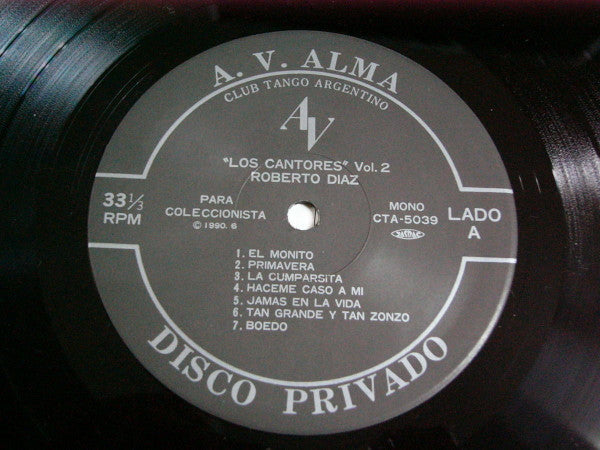 A. V. ALMA
CLUB TANGO ARGENTINO
AV
"LOS CANTORES" Vol. 2
ROBERTO DIAZ
33 1/3
RPM
PARA
COLECCIONISTA
© 1990. 6
MONO
CTA-5039
LADO
A
1. EL MONITO
2. PRIMAVERA
3. LA CUMPARSITA
4. HACEME CASO A MI
5. JAMAS EN LA VIDA
6. TAN GRANDE Y TAN ZONZO
7. BOEDO
DISCO PRIVADO